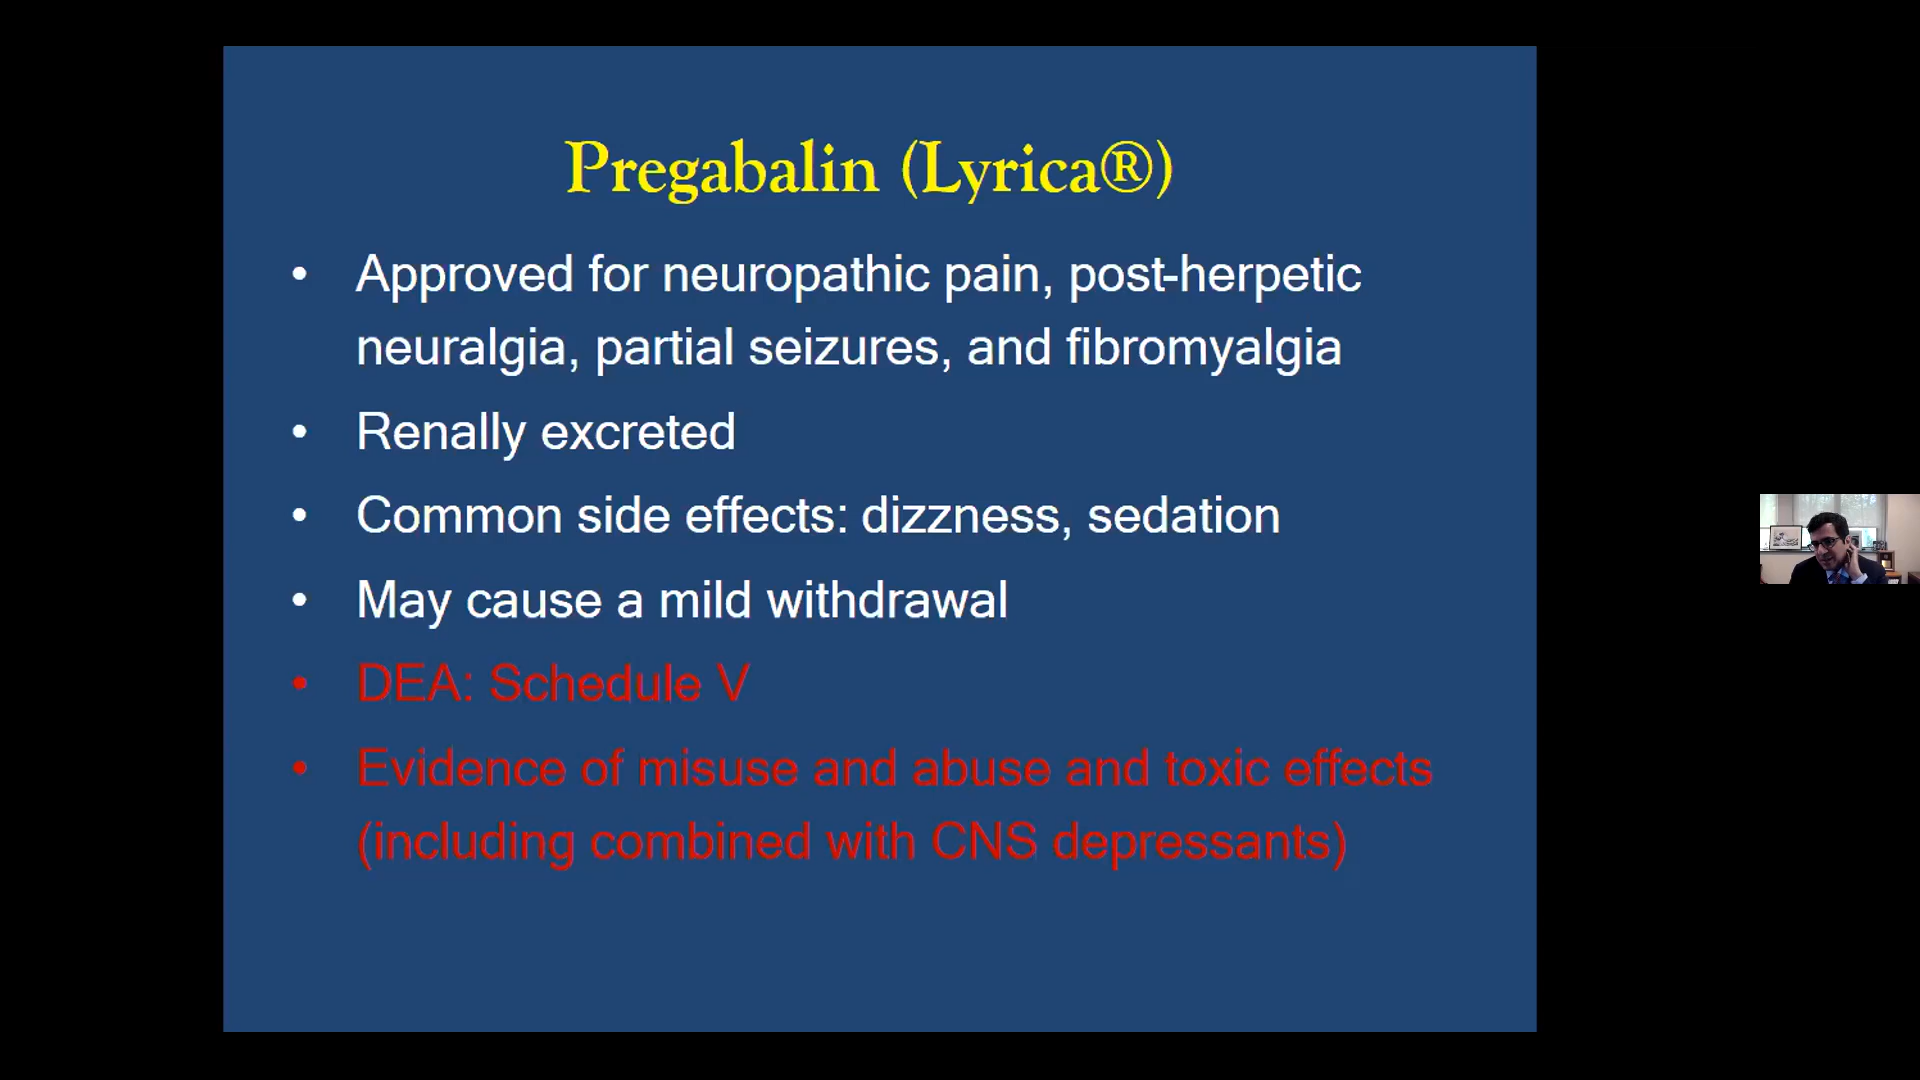 Pregabalin (Lyrica®)
• Approved for neuropathic pain, post-herpetic
neuralgia, partial seizures, and fibromyalgia
• Renally excreted
• Common side effects: dizzness, sedation
• May cause a mild withdrawal
• DEA: Schedule V
• Evidence of misuse and abuse and toxic effects
(including combined with CNS depressants)